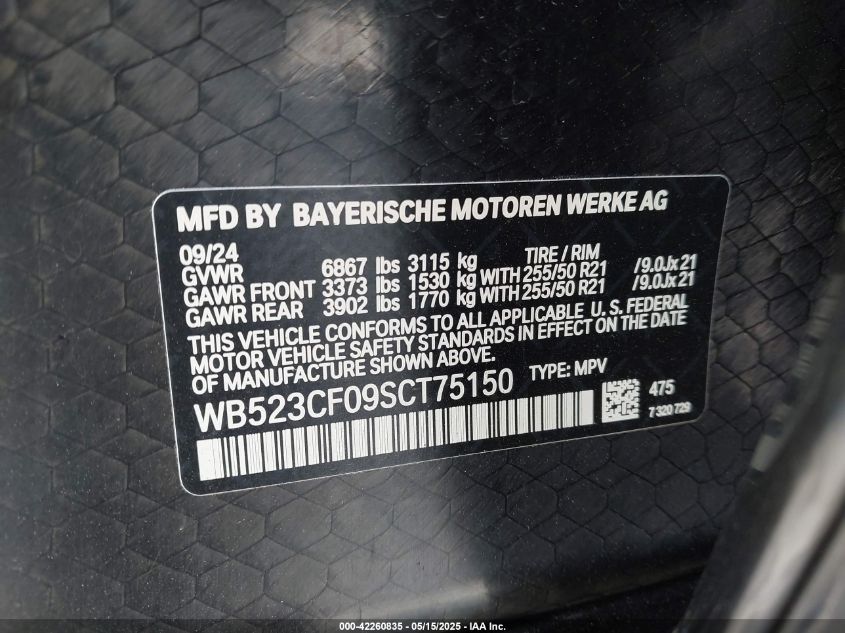 MFD BY BAYERISCHE MOTOREN WERKE AG
09/24 TIRE / RIM
GVWR 6867 lbs 3115 kg
GAWR FRONT 3373 lbs 1530 kg WITH 255/50 R21 /9.0Jx21
GAWR REAR 3902 lbs 1770 kg WITH 255/50 R21 /9.0Jx21
THIS VEHICLE CONFORMS TO ALL APPLICABLE U. S. FEDERAL
MOTOR VEHICLE SAFETY STANDARDS IN EFFECT ON THE DATE
OF MANUFACTURE SHOWN ABOVE.
WB523CF09SCT75150 TYPE: MPV
475
7 320 729
000-42260835 - 05/15/2025 - IAA Inc.